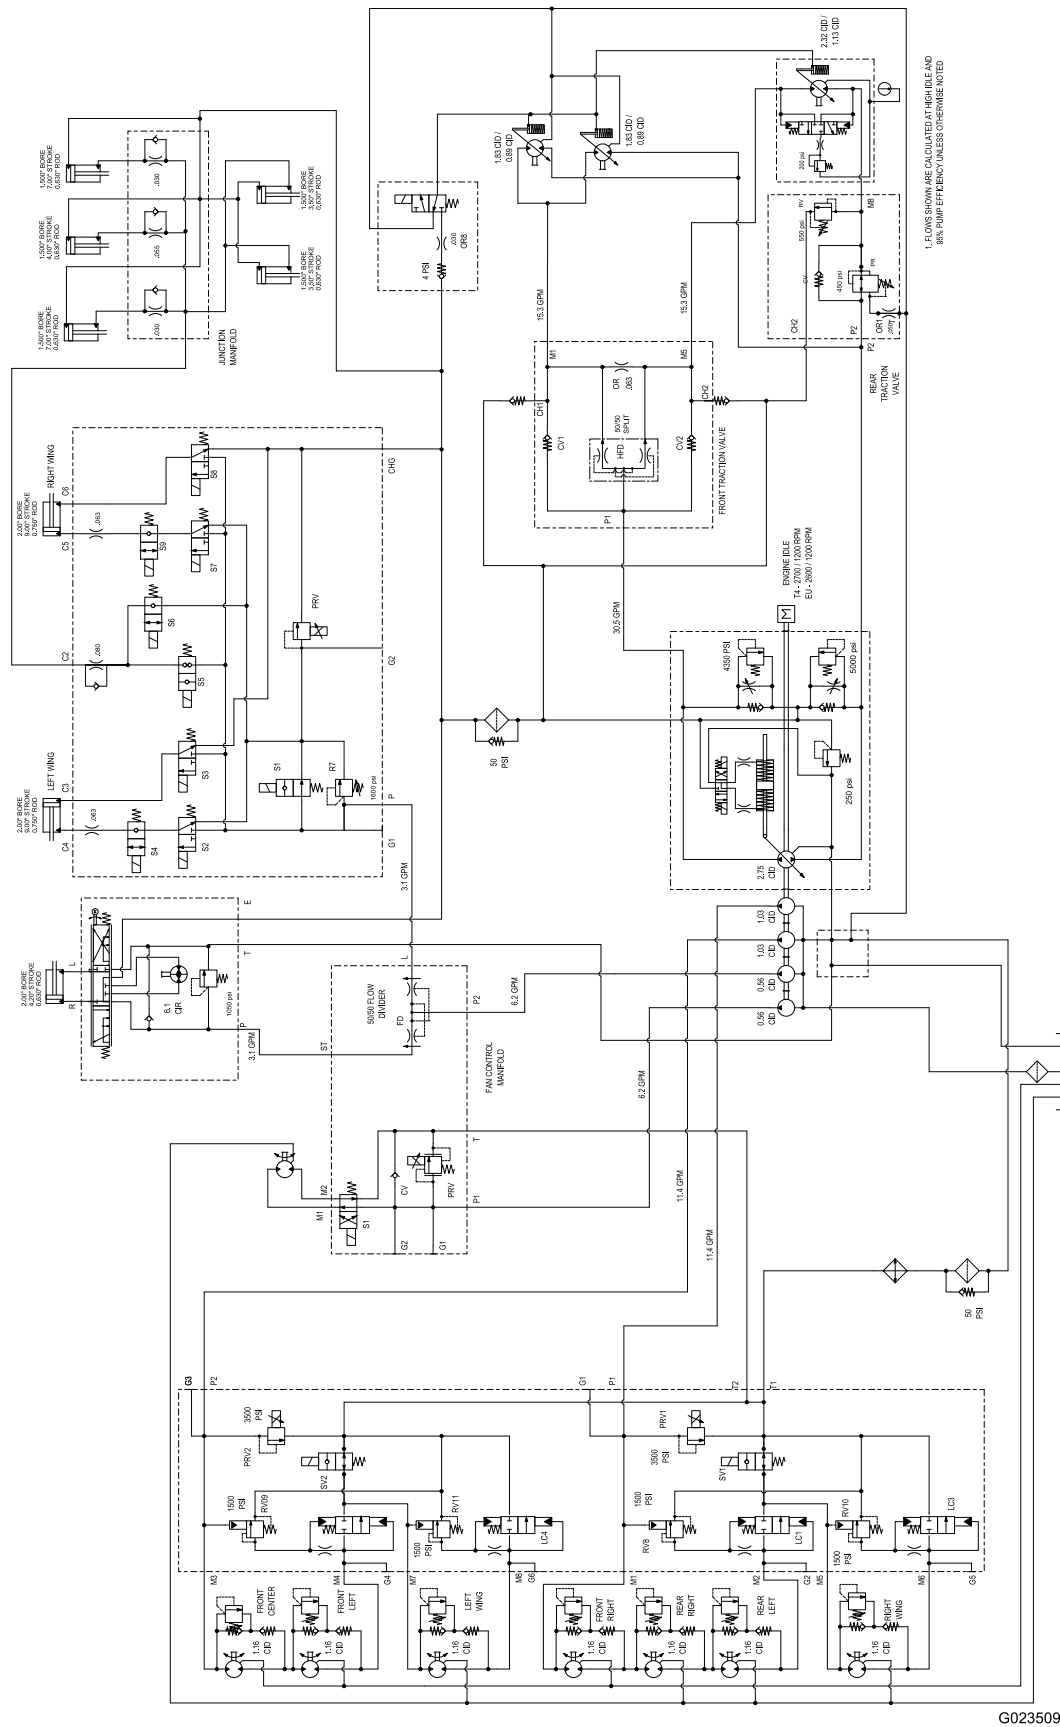 2.32 CID /
1.13 CID
1. FLOWS SHOWN ARE CALCULATED AT HIGH IDLE AND
95% PUMP EFFICIENCY UNLESS OTHERWISE NOTED
1.500" BORE
7.00" STROKE
0.630" ROD
1.500" BORE
4.00" STROKE
0.630" ROD
1.500" BORE
7.00" STROKE
0.630" ROD
.030
.055
.030
1.500" BORE
3.50" STROKE
0.630" ROD
1.500" BORE
3.50" STROKE
0.630" ROD
JUNCTION
MANIFOLD
1.83 CID /
0.89 CID
1.83 CID /
0.89 CID
200 psi
4 PSI
.030
OR8
15.3 GPM
15.3 GPM
RV
550 psi
M8
CV
450 psi
PR
CH2
P2
OR1
P2
REAR
TRACTION
VALVE
M1
M5
OR
.063
CH1
CH2
CV1
50/50
SPLIT
HFD
CV2
P1
FRONT TRACTION VALVE
RIGHT WING
2.00" BORE
9.00" STROKE
0.750" ROD
C6
C5
.063
S8
S9
S7
CHG
C2
.080
S6
S5
PRV
G2
LEFT WING
2.00" BORE
9.00" STROKE
0.750" ROD
C3
C4
.063
S3
S4
S2
S1
R7
1600 psi
P
G1
50
PSI
30.5 GPM
ENGINE IDLE
T4 - 2700 / 1200 RPM
EU - 2600 / 1200 RPM
4350 PSI
5000 psi
250 psi
2.75
CID
1.03
CID
1.03
CID
0.56
CID
0.56
CID
3.1 GPM
2.00" BORE
4.20" STROKE
0.630" ROD
L
R
E
T
P
6.1
CIR
1050 psi
3.1 GPM
L
50/50 FLOW
DIVIDER
FD
P2
ST
6.2 GPM
FAN CONTROL
MANIFOLD
6.2 GPM
M2
M1
S1
CV
PRV
T
P1
G2
G1
11.4 GPM
11.4 GPM
50
PSI
G3
P2
G1
P1
T2
T1
3500
PSI
PRV2
SV2
1500
PSI
RV09
RV11
1500
PSI
LC4
PRV1
3500
PSI
SV1
1500
PSI
RV8
LC1
RV10
1500
PSI
LC3
M3
M4
G4
M7
M8
G6
M1
M2
G2
M5
M6
G5
FRONT
CENTER
1.16
CID
FRONT
LEFT
1.16
CID
LEFT
WING
1.16
CID
FRONT
RIGHT
1.16
CID
REAR
RIGHT
1.16
CID
REAR
LEFT
1.16
CID
RIGHT
WING
1.16
CID
G023509